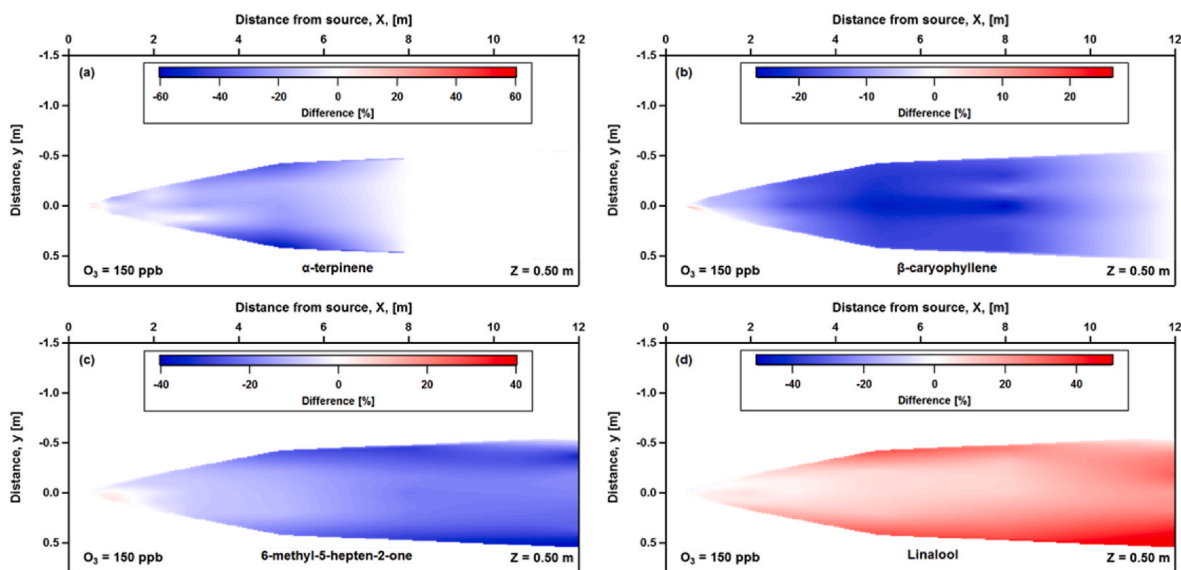 Distance from source, X, [m]
0 2 4 6 8 10 12
-1.5
-1.0
-0.5
0.0
0.5
Distance, y [m]
(a)
-60 -40 -20 0 20 40 60
Difference [%]
O3 = 150 ppb
α-terpinene
Z = 0.50 m
Distance from source, X, [m]
0 2 4 6 8 10 12
-1.5
-1.0
-0.5
0.0
0.5
Distance, y [m]
(b)
-20 -10 0 10 20
Difference [%]
O3 = 150 ppb
β-caryophyllene
Z = 0.50 m
Distance from source, X, [m]
0 2 4 6 8 10 12
-1.5
-1.0
-0.5
0.0
0.5
Distance, y [m]
(c)
-40 -20 0 20 40
Difference [%]
O3 = 150 ppb
6-methyl-5-hepten-2-one
Z = 0.50 m
Distance from source, X, [m]
0 2 4 6 8 10 12
-1.5
-1.0
-0.5
0.0
0.5
Distance, y [m]
(d)
-40 -20 0 20 40
Difference [%]
O3 = 150 ppb
Linalool
Z = 0.50 m